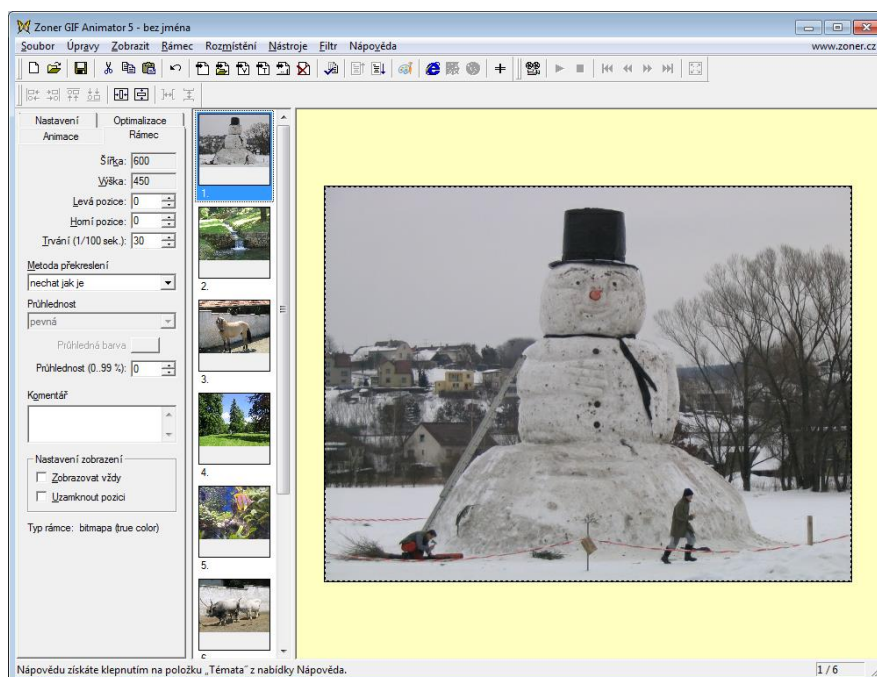 Zoner GIF Animator 5 - bez jména
Soubor Úpravy Zobrazit Rámec Rozmístění Nástroje Filtr Nápověda www.zoner.cz
Nastavení Optimalizace
Animace Rámec
Šířka: 600
Výška: 450
Levá pozice: 0
Horní pozice: 0
Trvání (1/100 sek.): 30
Metoda překreslení
nechat jak je
Průhlednost
pevná
Průhledná barva
Průhlednost (0..99 %): 0
Komentář
Nastavení zobrazení
Zobrazovat vždy
Uzamknout pozici
Typ rámce: bitmapa (true color)
1.
2.
3.
4.
5.
6.
Nápovědu získáte klepnutím na položku „Témata“ z nabídky Nápověda.
1 / 6